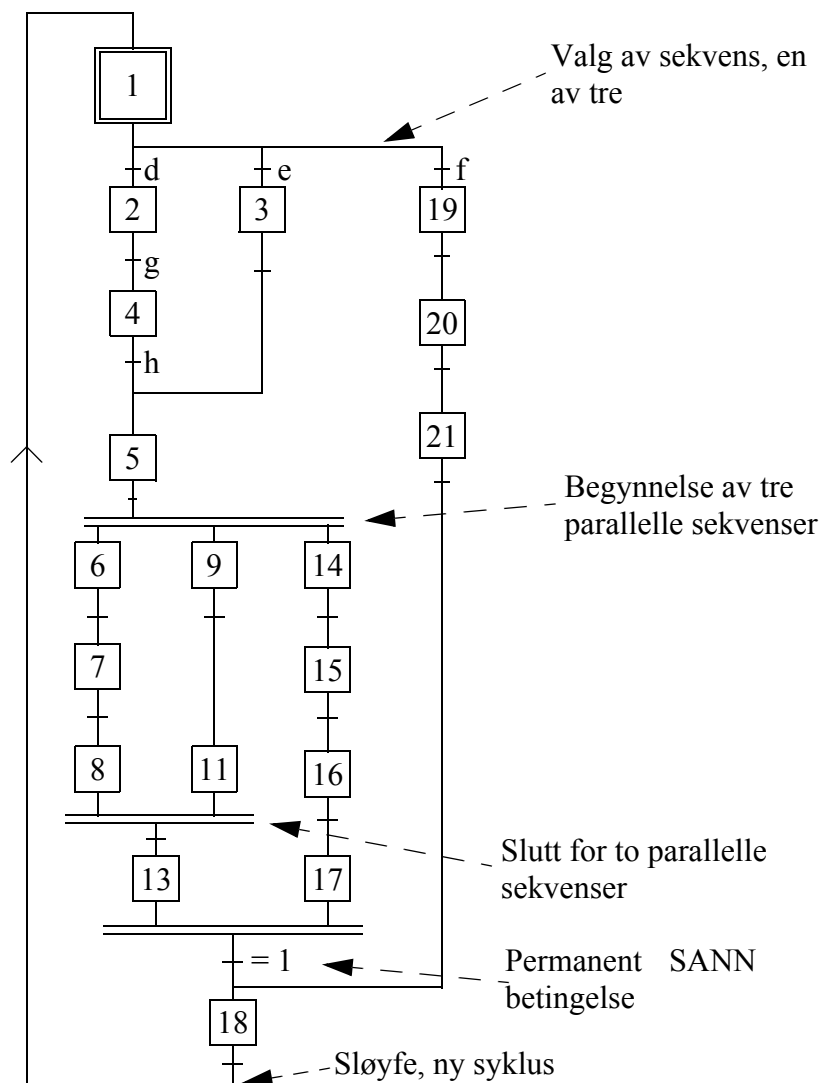 1
Valg av sekvens, en
av tre
d
e
f
2
3
19
g
4
20
h
5
21
Begynnelse av tre
parallelle sekvenser
6
9
14
7
15
8
11
16
Slutt for to parallelle
sekvenser
13
17
= 1
Permanent SANN
betingelse
18
Sløyfe, ny syklus